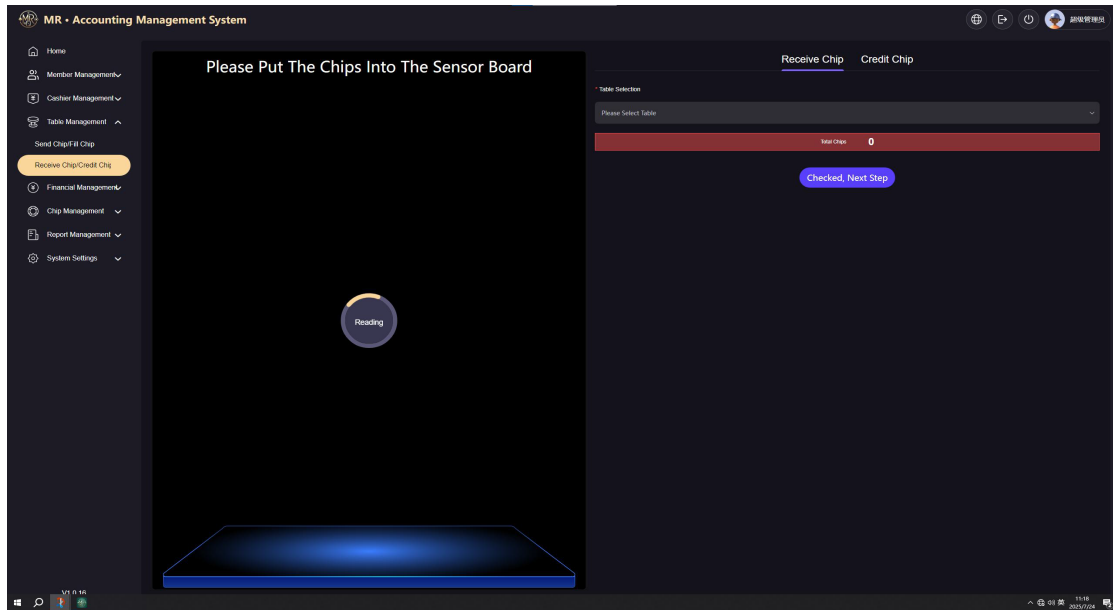 MR • Accounting Management System
超级管理员
Home
Member Management
Cashier Management
Table Management
Send Chip/Fill Chip
Receive Chip/Credit Chip
Financial Management
Chip Management
Report Management
System Settings
V1.0.16
Please Put The Chips Into The Sensor Board
Reading
Receive Chip Credit Chip
* Table Selection
Please Select Table
Total Chips 0
Checked, Next Step
英
11:18
2025/7/24